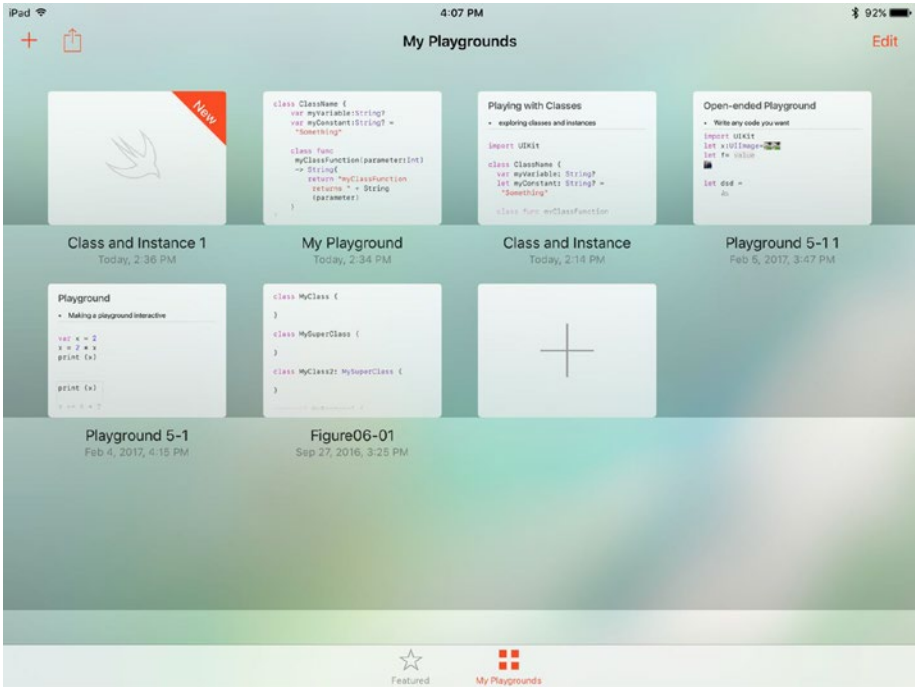 iPad 4:07 PM 92%
My Playgrounds Edit
New
Class and Instance 1
Today, 2:36 PM
class ClassName {
var myVariable:String?
var myConstant:String? =
"Something"
class func
myClassFunction(parameter:Int)
-> String{
return "myClassFunction
returns " + String
(parameter)
}
My Playground
Today, 2:34 PM
Playing with Classes
• exploring classes and instances
import UIKit
class ClassName {
var myVariable: String?
let myConstant: String? =
"Something"
class func myClassFunction
Class and Instance
Today, 2:14 PM
Open-ended Playground
• Write any code you want
import UIKit
let x:UIImage=
let != value
let dsd =
Playground 5-1 1
Feb 5, 2017, 3:47 PM
Playground
• Making a playground interactive
var x = 2
x = 2 * x
print (x)
print (x)
Playground 5-1
Feb 4, 2017, 4:15 PM
class MyClass {
}
class MySuperClass {
}
class MyClass2: MySuperClass {
}
Figure06-01
Sep 27, 2016, 3:25 PM
Featured My Playgrounds